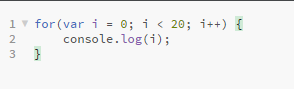 1 for(var i = 0; i < 20; i++) {
2     console.log(i);
3 }